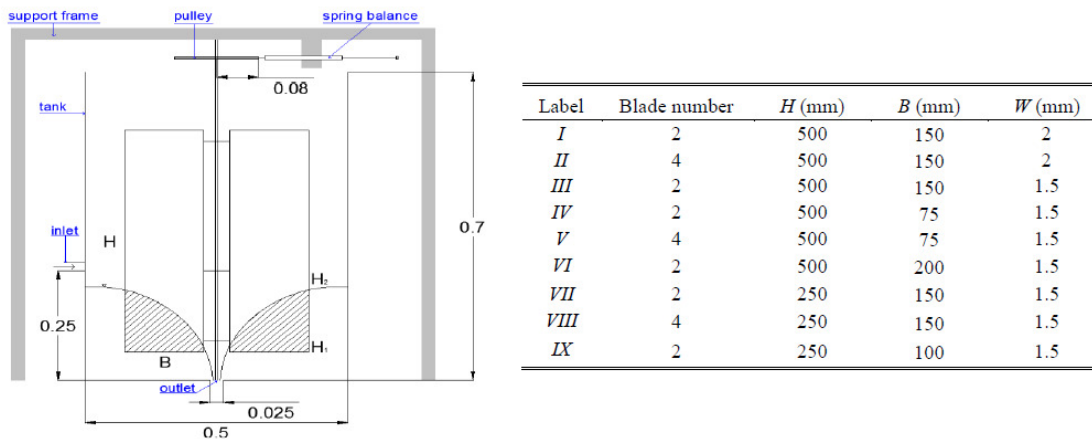 support frame
pulley
spring balance
0.08
tank
inlet
H
0.7
H₂
0.25
H₁
B
outlet
0.025
0.5
Label Blade number H (mm) B (mm) W (mm)
I 2 500 150 2
II 4 500 150 2
III 2 500 150 1.5
IV 2 500 75 1.5
V 4 500 75 1.5
VI 2 500 200 1.5
VII 2 250 150 1.5
VIII 4 250 150 1.5
IX 2 250 100 1.5